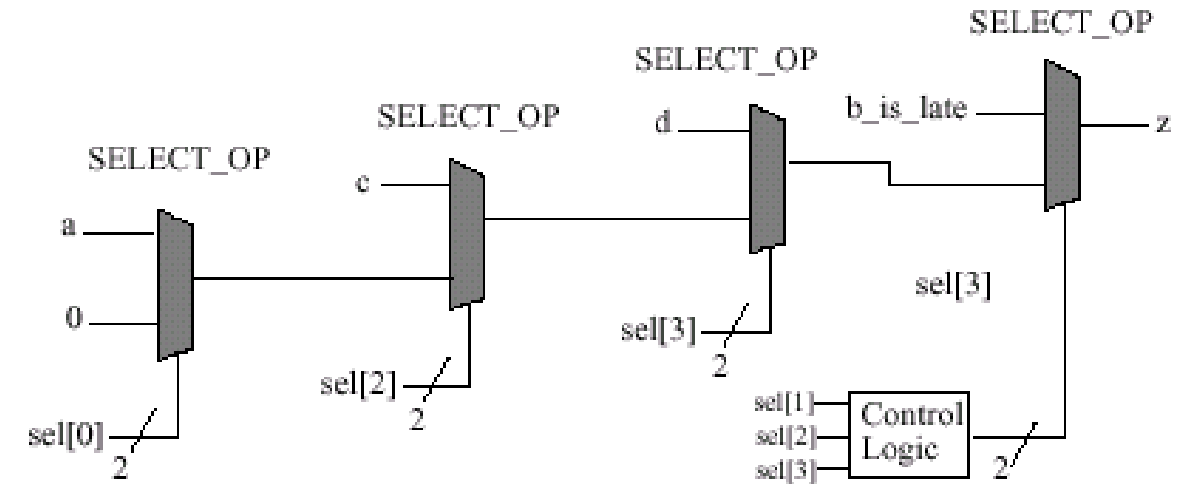 SELECT_OP
SELECT_OP
SELECT_OP
SELECT_OP
b_is_late
z
d
c
a
0
sel[3]
sel[3]
2
sel[2]
2
sel[0]
2
sel[1]
sel[2]
sel[3]
Control
Logic
2